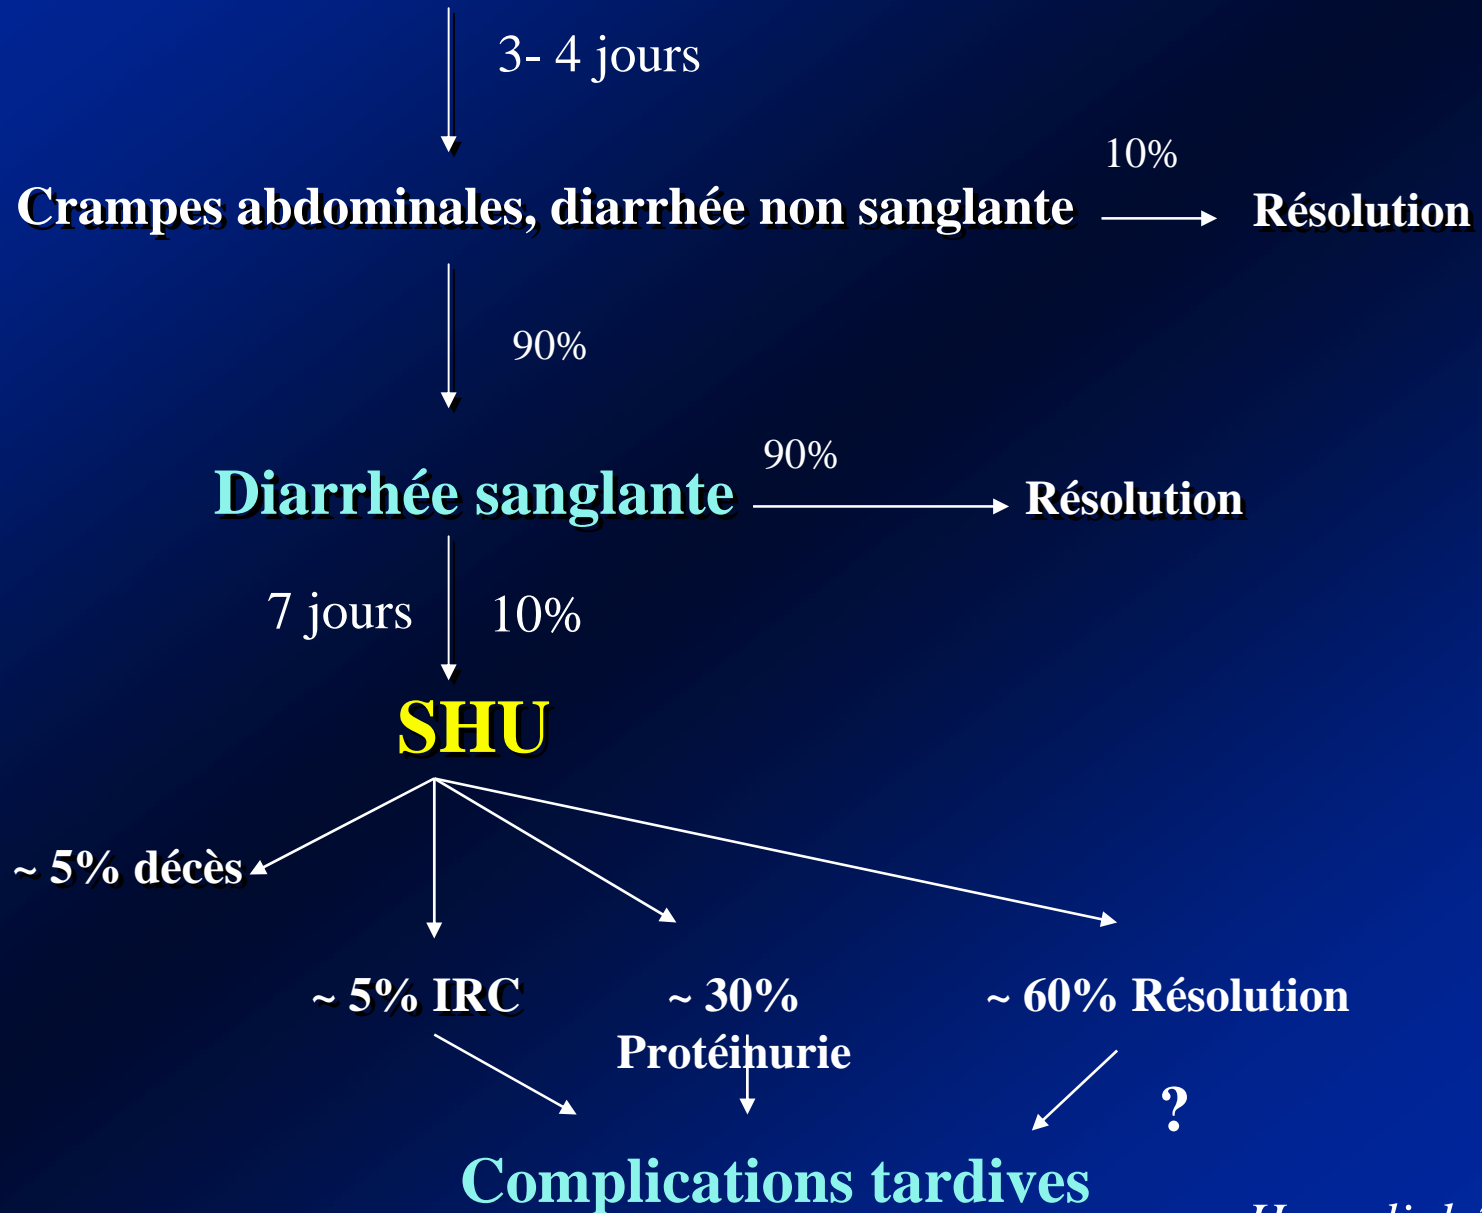 3- 4 jours
10%
Crampes abdominales, diarrhée non sanglante
Résolution
90%
90%
Diarrhée sanglante
Résolution
7 jours
10%
SHU
~ 5% décès
~ 5% IRC
~ 30%
Protéinurie
~ 60% Résolution
?
Complications tardives